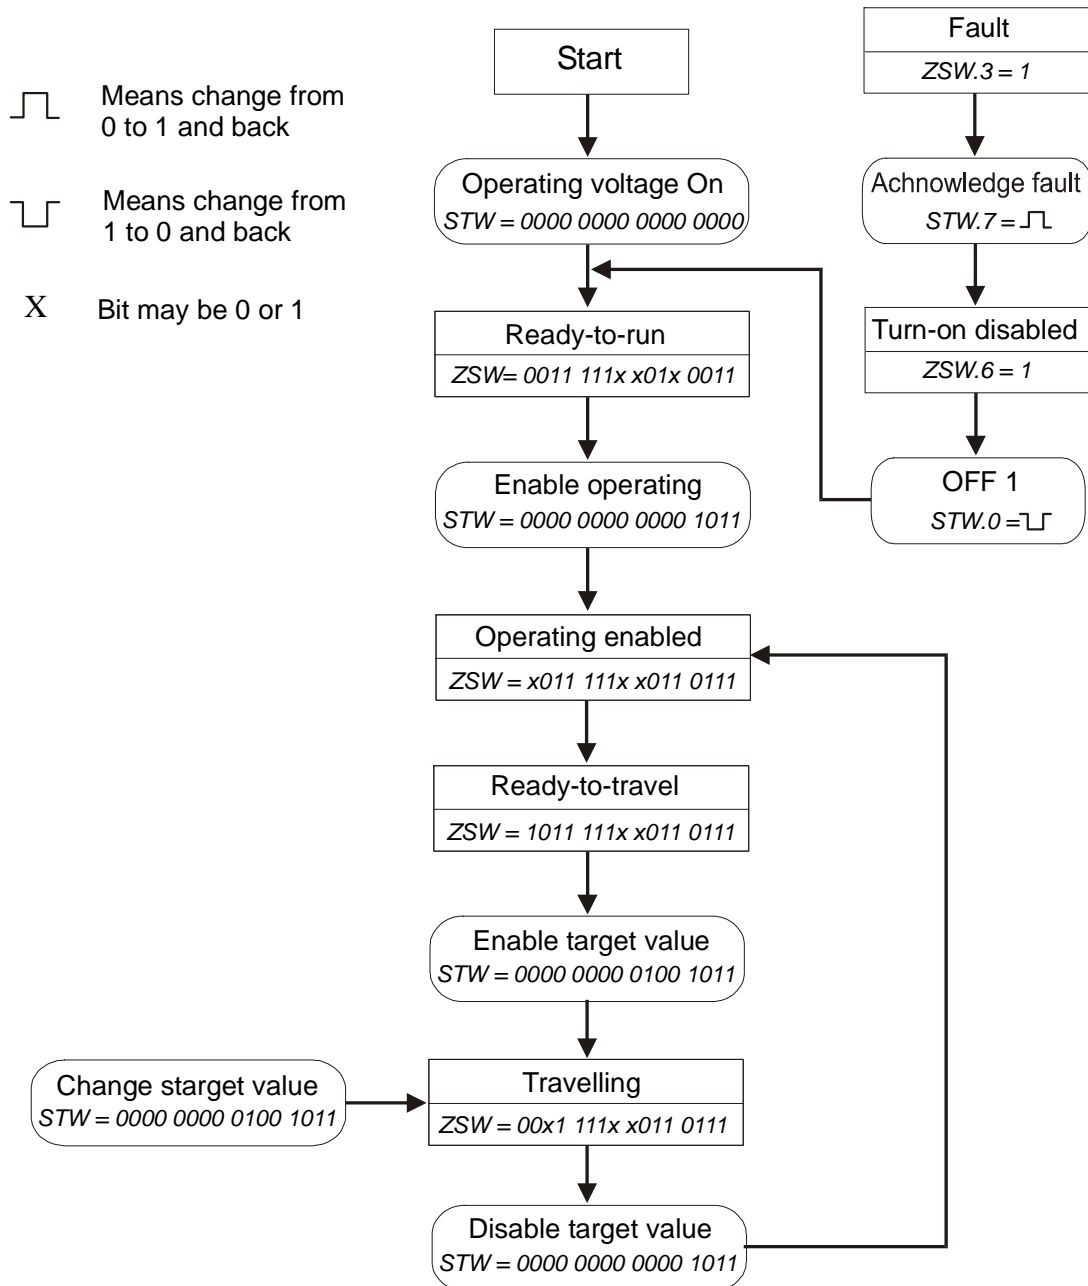 Means change from
0 to 1 and back
Means change from
1 to 0 and back
X Bit may be 0 or 1
Start
Operating voltage On
STW = 0000 0000 0000 0000
Ready-to-run
ZSW= 0011 111x x01x 0011
Enable operating
STW = 0000 0000 0000 1011
Operating enabled
ZSW = x011 111x x011 0111
Ready-to-travel
ZSW = 1011 111x x011 0111
Enable target value
STW = 0000 0000 0100 1011
Change starget value
STW = 0000 0000 0100 1011
Travelling
ZSW = 00x1 111x x011 0111
Disable target value
STW = 0000 0000 0000 1011
Fault
ZSW.3 = 1
Achnowledge fault
STW.7 =
Turn-on disabled
ZSW.6 = 1
OFF 1
STW.0 =